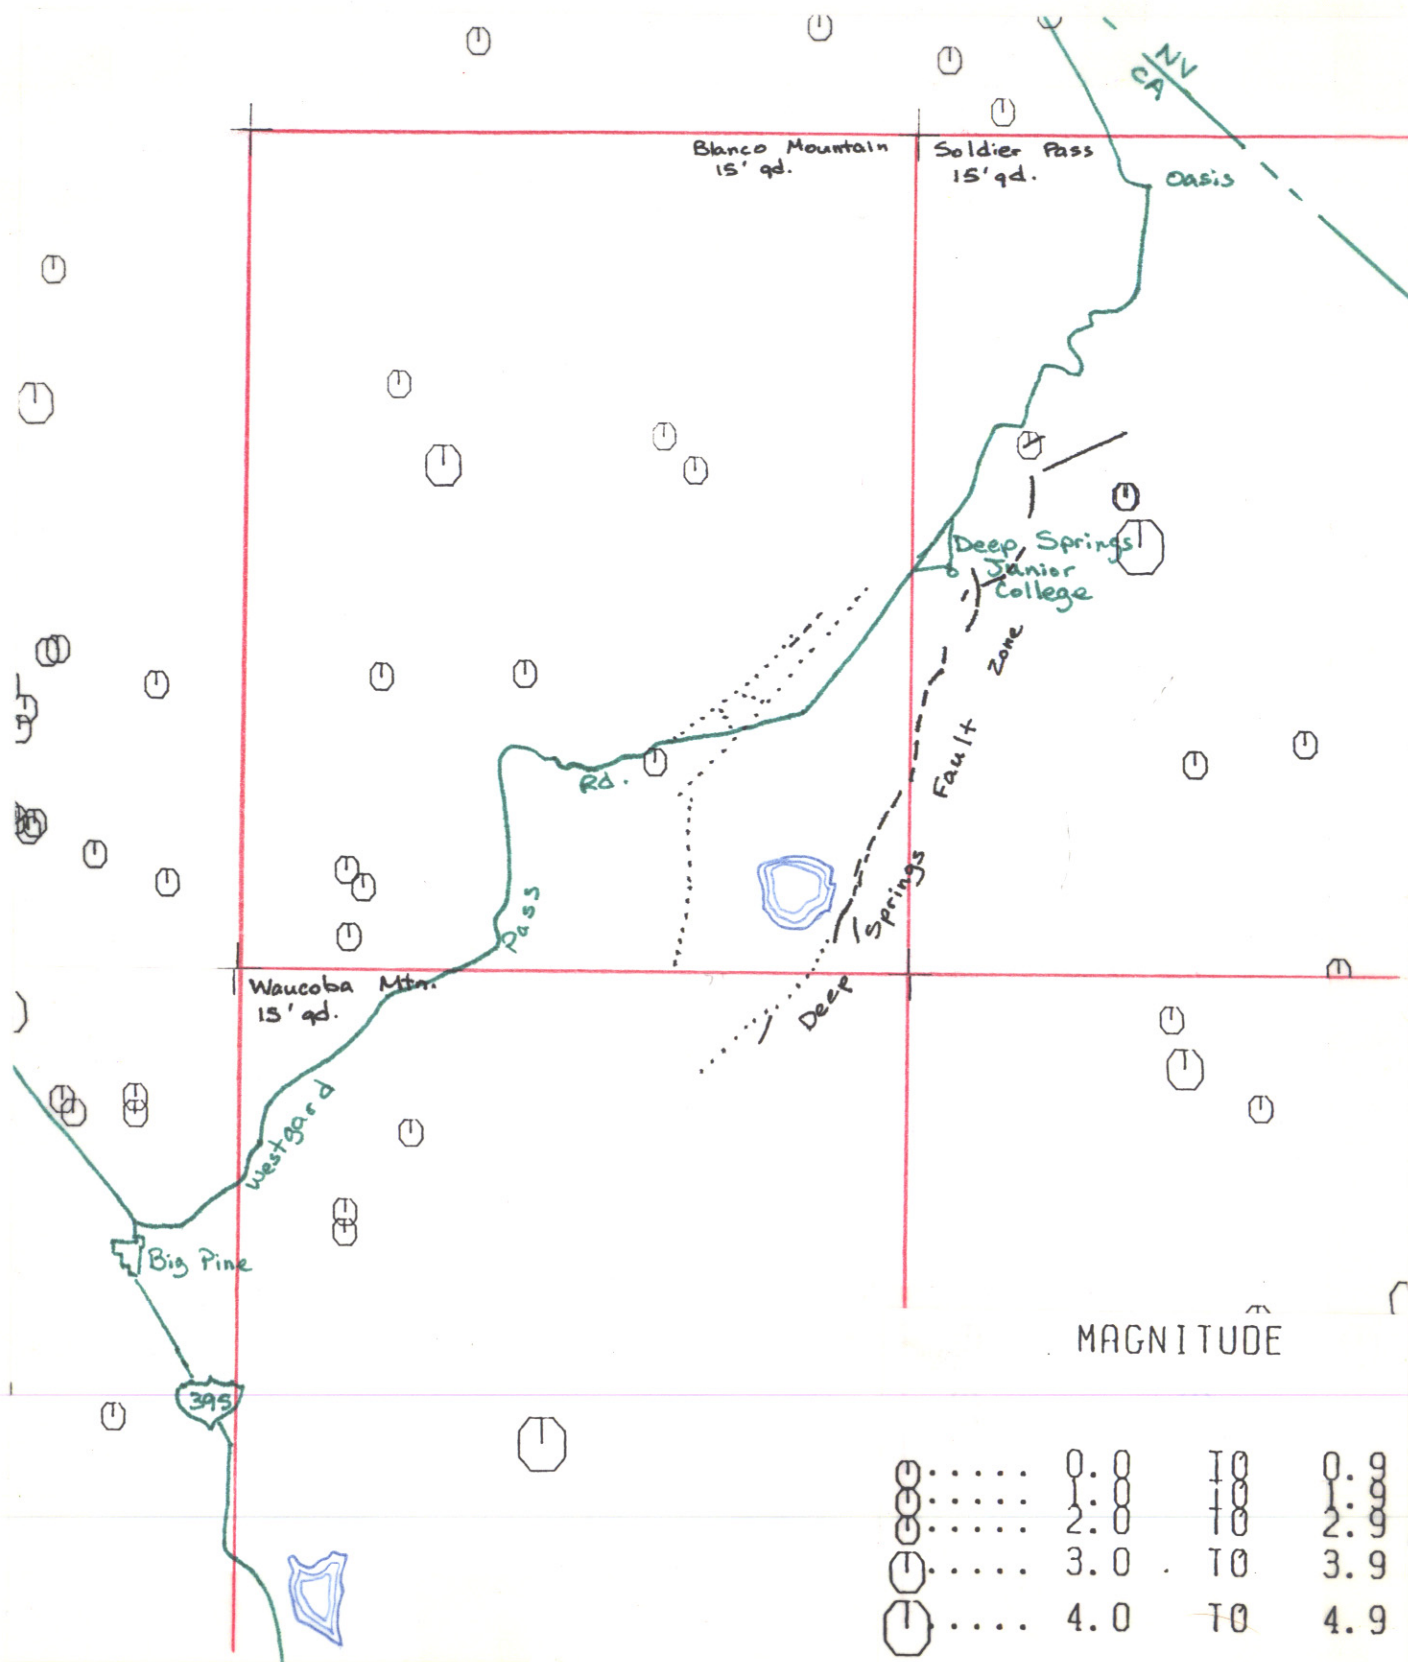 NV
CA
Blanco Mountain
15' qd.
Soldier Pass
15' qd.
Oasis
Deep Springs
Junior
College
Rd.
Pass
Westgard
Deep Springs Fault Zone
Waucoba Mtn.
15' qd.
Big Pine
395
MAGNITUDE
..... 0.0 TO 0.9
..... 1.0 TO 1.9
..... 2.0 TO 2.9
..... 3.0 TO 3.9
.... 4.0 TO 4.9